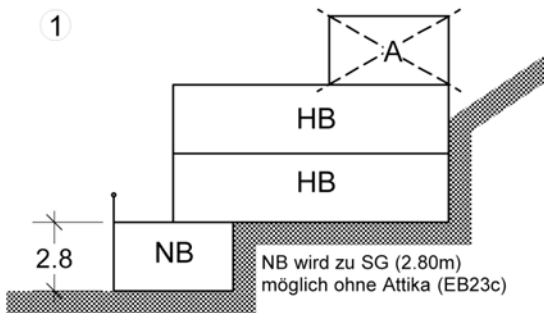 1
A
HB
HB
2.8
NB
NB wird zu SG (2.80m)
möglich ohne Attika (EB23c)